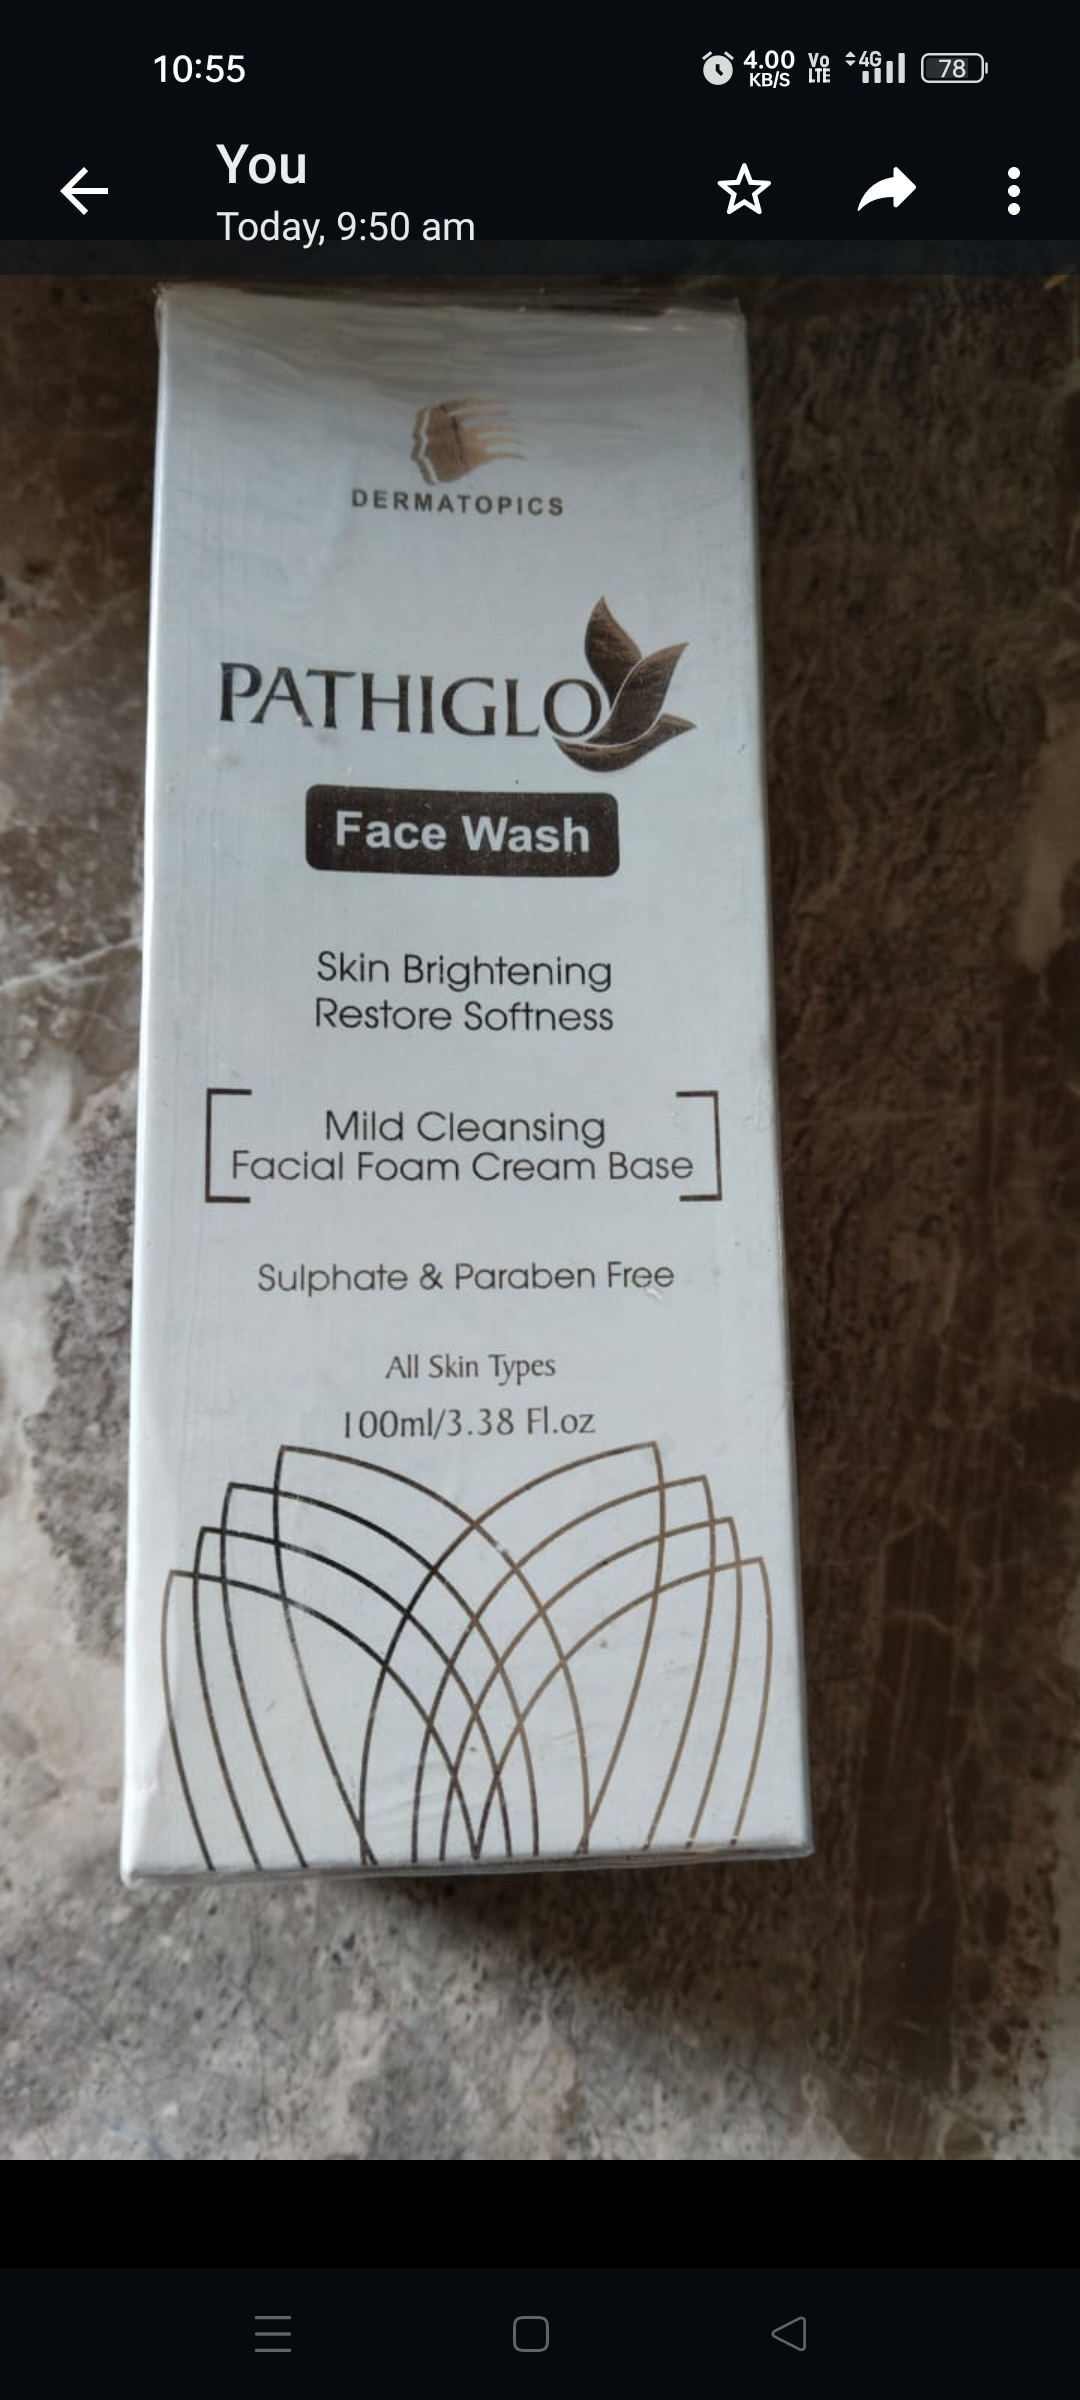 10:55
4.00 KB/S Vo LTE 4G 78
You
Today, 9:50 am
DERMATOPICS
PATHIGLO
Face Wash
Skin Brightening
Restore Softness
Mild Cleansing
Facial Foam Cream Base
Sulphate & Paraben Free
All Skin Types
100ml/3.38 Fl.oz